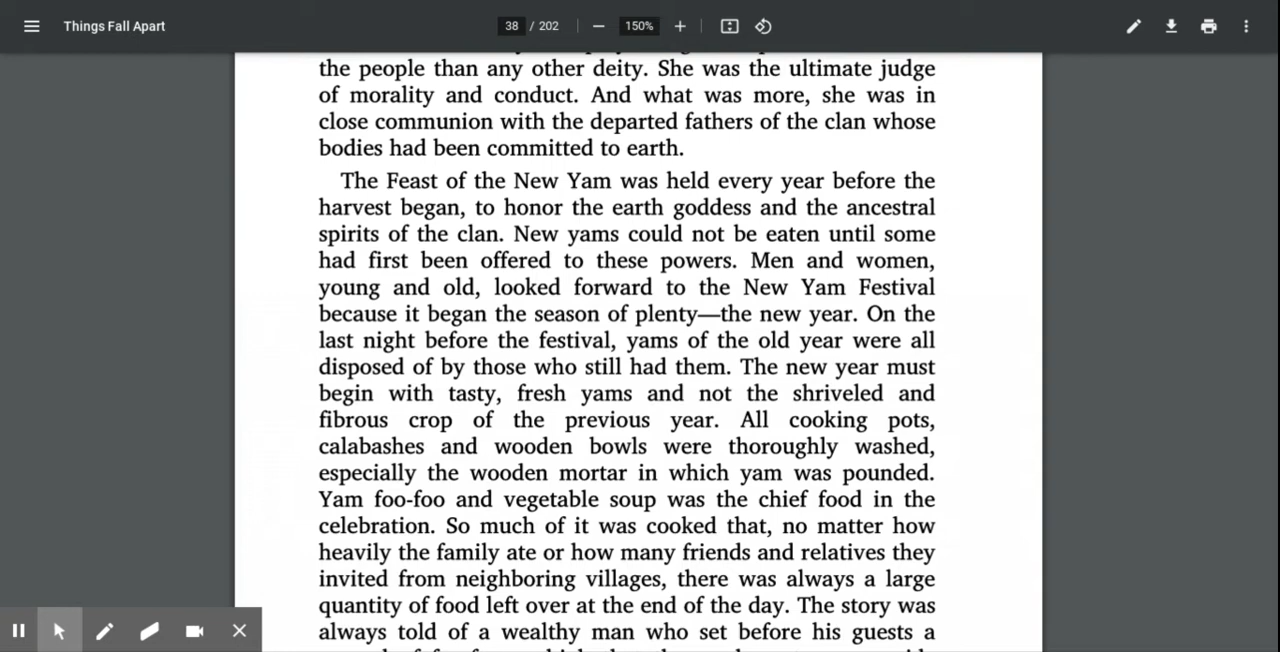 Things Fall Apart
38 / 202
150%
the people than any other deity. She was the ultimate judge
of morality and conduct. And what was more, she was in
close communion with the departed fathers of the clan whose
bodies had been committed to earth.
The Feast of the New Yam was held every year before the
harvest began, to honor the earth goddess and the ancestral
spirits of the clan. New yams could not be eaten until some
had first been offered to these powers. Men and women,
young and old, looked forward to the New Yam Festival
because it began the season of plenty—the new year. On the
last night before the festival, yams of the old year were all
disposed of by those who still had them. The new year must
begin with tasty, fresh yams and not the shriveled and
fibrous crop of the previous year. All cooking pots,
calabashes and wooden bowls were thoroughly washed,
especially the wooden mortar in which yam was pounded.
Yam foo-foo and vegetable soup was the chief food in the
celebration. So much of it was cooked that, no matter how
heavily the family ate or how many friends and relatives they
invited from neighboring villages, there was always a large
quantity of food left over at the end of the day. The story was
always told of a wealthy man who set before his guests a